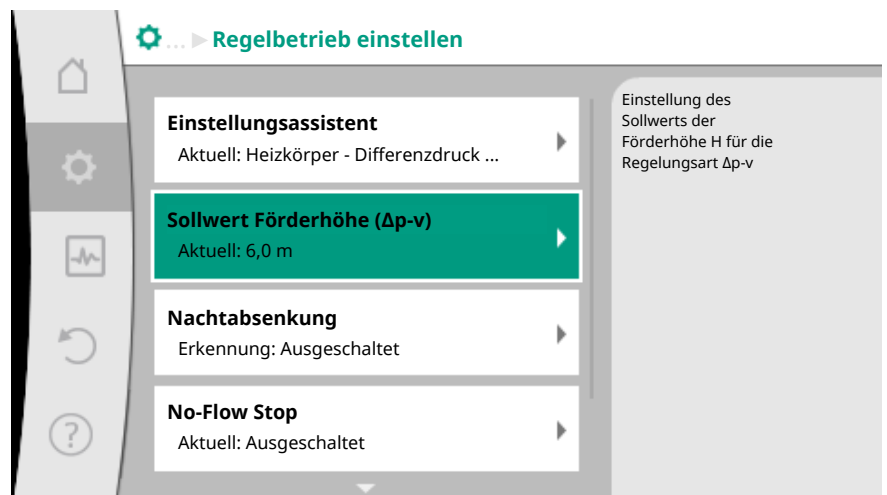 ... ▶ Regelbetrieb einstellen
Einstellungsassistent
Aktuell: Heizkörper - Differenzdruck ...
Sollwert Förderhöhe (Δp-v)
Aktuell: 6,0 m
Nachtabsenkung
Erkennung: Ausgeschaltet
No-Flow Stop
Aktuell: Ausgeschaltet
Einstellung des
Sollwerts der
Förderhöhe H für die
Regelungsart Δp-v
?